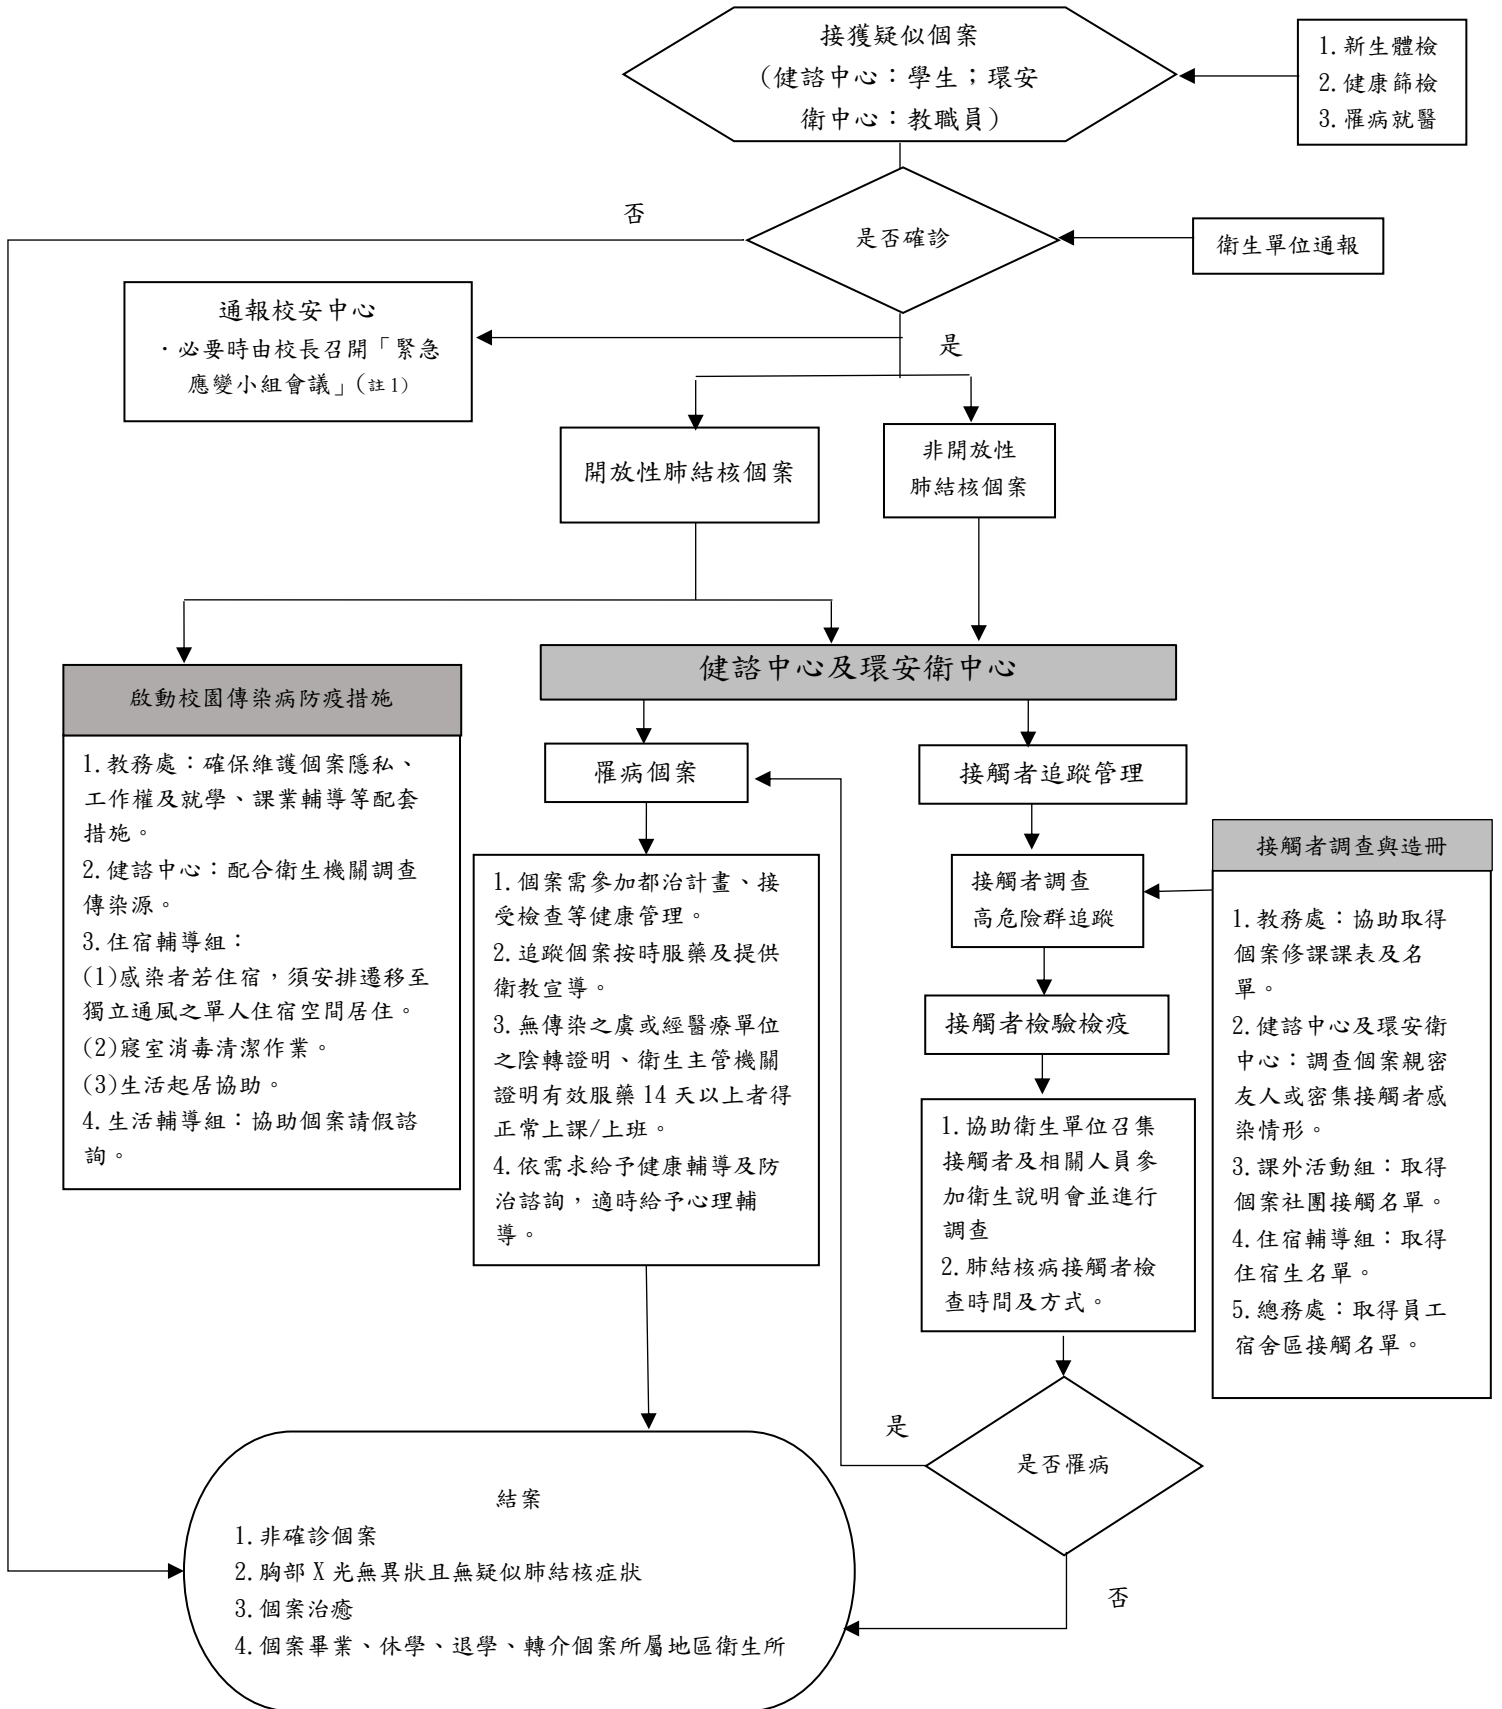 接獲疑似個案
(健諮中心：學生；環安
衛中心：教職員)
1.新生體檢
2.健康篩檢
3.罹病就醫
否
是否確診
衛生單位通報
通報校安中心
·必要時由校長召開「緊急
應變小組會議」(註1)
是
開放性肺結核個案
非開放性
肺結核個案
健諮中心及環安衛中心
啟動校園傳染病防疫措施
1.教務處：確保維護個案隱私、
工作權及就學、課業輔導等配套
措施。
2.健諮中心：配合衛生機關調查
傳染源。
3.住宿輔導組：
(1)感染者若住宿，須安排遷移至
獨立通風之單人住宿空間居住。
(2)寢室消毒清潔作業。
(3)生活起居協助。
4.生活輔導組：協助個案請假諮
詢。
罹病個案
1.個案需參加都治計畫、接
受檢查等健康管理。
2.追蹤個案按時服藥及提供
衛教宣導。
3.無傳染之虞或經醫療單位
之陰轉證明、衛生主管機關
證明有效服藥14天以上者得
正常上課/上班。
4.依需求給予健康輔導及防
治諮詢，適時給予心理輔
導。
接觸者追蹤管理
接觸者調查
高危險群追蹤
接觸者檢驗檢疫
1.協助衛生單位召集
接觸者及相關人員參
加衛生說明會並進行
調查
2.肺結核病接觸者檢
查時間及方式。
接觸者調查與造冊
1.教務處：協助取得
個案修課課表及名
單。
2.健諮中心及環安衛
中心：調查個案親密
友人或密集接觸者感
染情形。
3.課外活動組：取得
個案社團接觸名單。
4.住宿輔導組：取得
住宿生名單。
5.總務處：取得員工
宿舍區接觸名單。
是
是否罹病
否
結案
1.非確診個案
2.胸部X光無異狀且無疑似肺結核症狀
3.個案治癒
4.個案畢業、休學、退學、轉介個案所屬地區衛生所